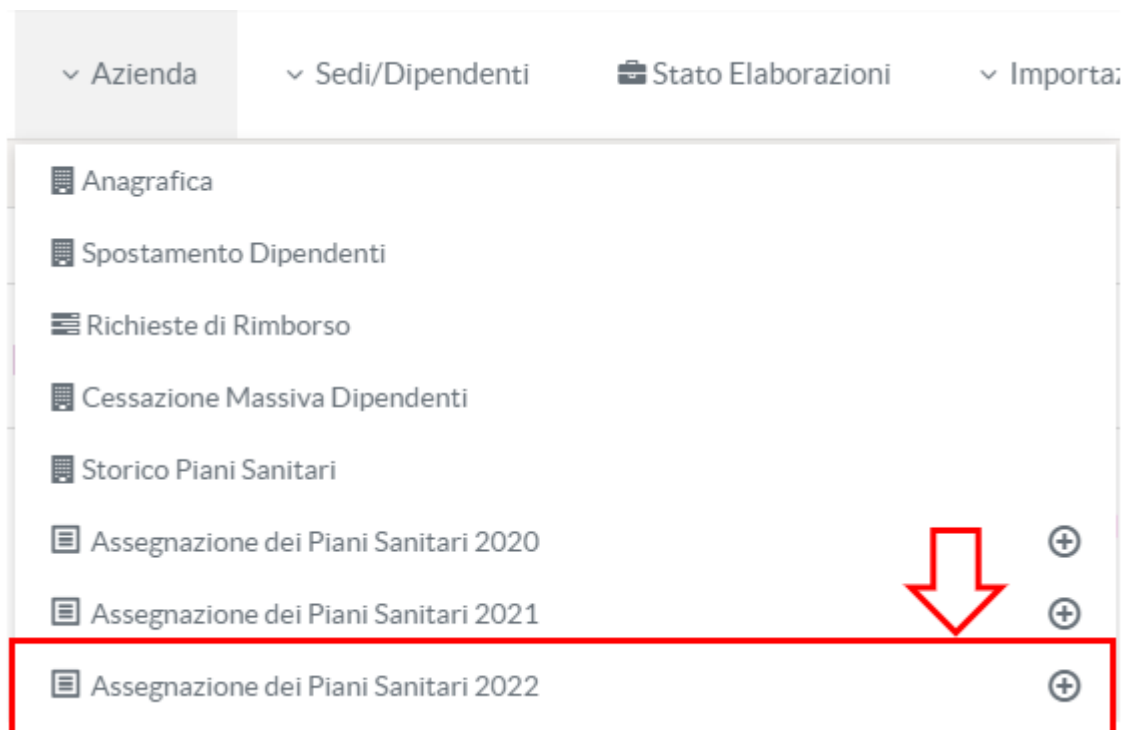 Azienda Sedi/Dipendenti Stato Elaborazioni
Anagrafica
Spostamento Dipendenti
Richieste di Rimborso
Cessazione Massiva Dipendenti
Storico Piani Sanitari
Assegnazione dei Piani Sanitari 2020
Assegnazione dei Piani Sanitari 2021
Assegnazione dei Piani Sanitari 2022